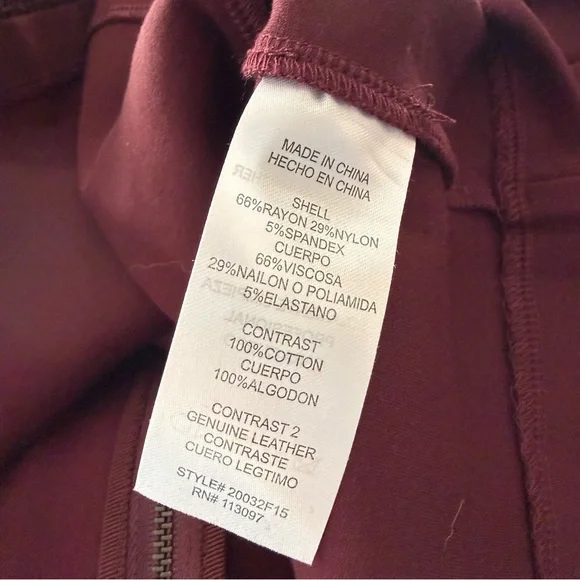 MADE IN CHINA
HECHO EN CHINA
SHELL
66%RAYON 29%NYLON
5%SPANDEX
CUERPO
66%VISCOSA
29%NAILON O POLIAMIDA
5%ELASTANO
CONTRAST
100%COTTON
CUERPO
100%ALGODON
CONTRAST 2
GENUINE LEATHER
CONTRASTE
CUERO LEGTIMO
STYLE# 20032F15
RN# 113097